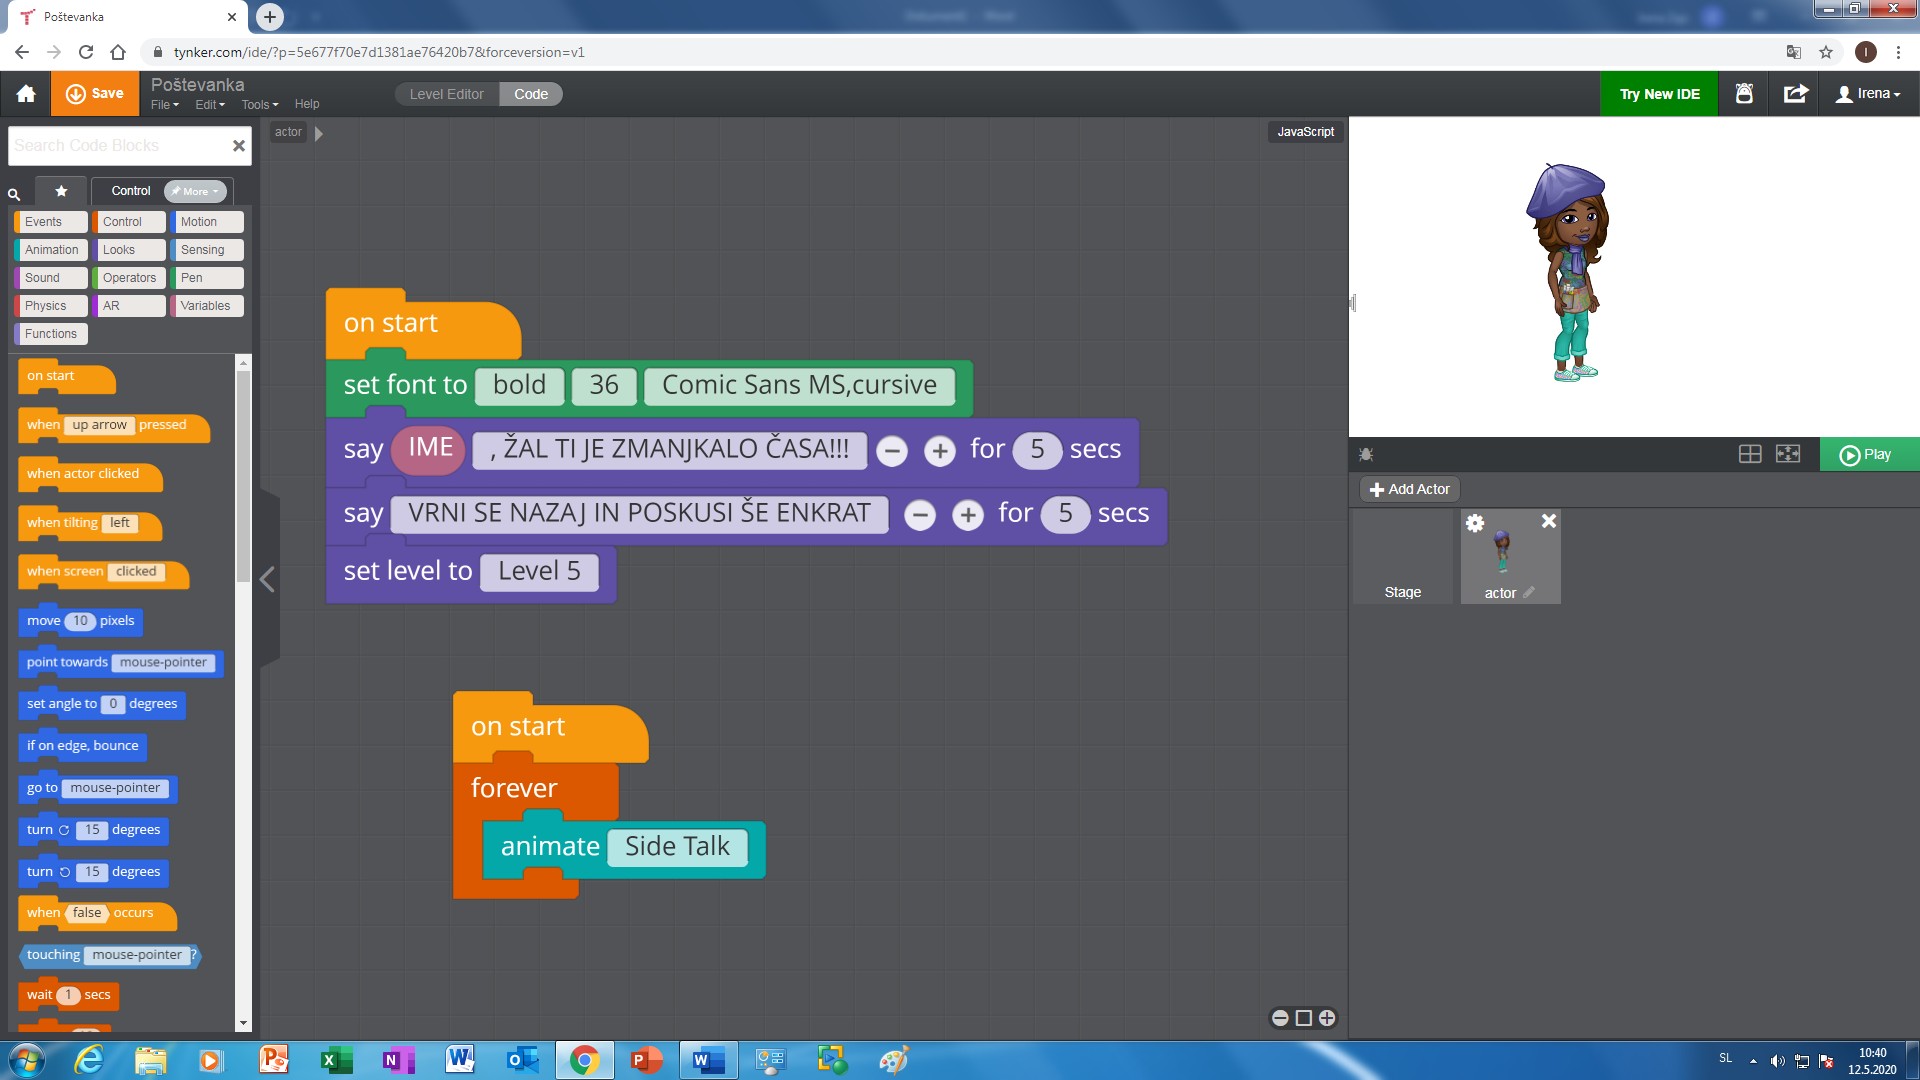 Poštevanka
tynker.com/ide/?p=5e677f70e7d1381ae76420b7&forceversion=v1
I
Save
Poštevanka
File Edit Tools Help
Level Editor Code
Try New IDE
Irena
Search Code Blocks
Control More
Events Control Motion
Animation Looks Sensing
Sound Operators Pen
Physics AR Variables
Functions
on start
when up arrow pressed
when actor clicked
when tilting left
when screen clicked
move 10 pixels
point towards mouse-pointer
set angle to 0 degrees
if on edge, bounce
go to mouse-pointer
turn 15 degrees
turn 15 degrees
when false occurs
touching mouse-pointer ?
wait 1 secs
actor
JavaScript
on start
set font to bold 36 Comic Sans MS,cursive
say IME , ŽAL TI JE ZMANJKALO ČASA!!! − + for 5 secs
say VRNI SE NAZAJ IN POSKUSI ŠE ENKRAT − + for 5 secs
set level to Level 5
on start
forever
animate Side Talk
Play
Add Actor
Stage
actor
SL
10:40
12.5.2020